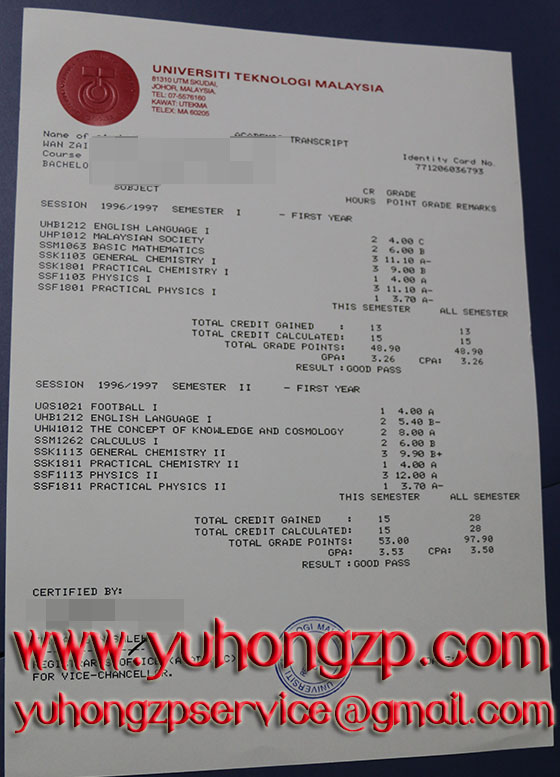 UNIVERSITI TEKNOLOGI MALAYSIA
81310 UTM SKUDAI,
JOHOR, MALAYSIA.
TEL: 07-5576160
KAWAT: UTEKMA
TELEX: MA 60205
ACADEMIC TRANSCRIPT
Name of
WAN ZAI
Course
BACHELO
Identity Card No.
771206036793
SUBJECT CR HOURS GRADE POINT GRADE REMARKS
SESSION 1996/1997 SEMESTER I - FIRST YEAR
UHB1212 ENGLISH LANGUAGE I 2 4.00 C
UHP1012 MALAYSIAN SOCIETY 2 6.00 B
SSM1063 BASIC MATHEMATICS 3 11.10 A-
SSK1103 GENERAL CHEMISTRY I 3 9.00 B
SSK1801 PRACTICAL CHEMISTRY I 1 4.00 A
SSF1103 PHYSICS I 3 11.10 A-
SSF1801 PRACTICAL PHYSICS I 1 3.70 A-
THIS SEMESTER ALL SEMESTER
TOTAL CREDIT GAINED : 13 13
TOTAL CREDIT CALCULATED: 15 15
TOTAL GRADE POINTS: 48.90 48.90
GPA: 3.26 CPA: 3.26
RESULT :GOOD PASS
SESSION 1996/1997 SEMESTER II - FIRST YEAR
UQS1021 FOOTBALL I 1 4.00 A
UHB1212 ENGLISH LANGUAGE I 2 5.40 B-
UHW1012 THE CONCEPT OF KNOWLEDGE AND COSMOLOGY 2 8.00 A
SSM1262 CALCULUS I 2 6.00 B
SSK1113 GENERAL CHEMISTRY II 3 9.90 B+
SSK1811 PRACTICAL CHEMISTRY II 1 4.00 A
SSF1113 PHYSICS II 3 12.00 A
SSF1811 PRACTICAL PHYSICS II 1 3.70 A-
THIS SEMESTER ALL SEMESTER
TOTAL CREDIT GAINED : 15 28
TOTAL CREDIT CALCULATED: 15 28
TOTAL GRADE POINTS: 53.00 97.90
GPA: 3.53 CPA: 3.50
RESULT :GOOD PASS
CERTIFIED BY:
www.yuhongzp.com
FOR VICE-CHANCELLOR.
yuhongzpservice@gmail.com